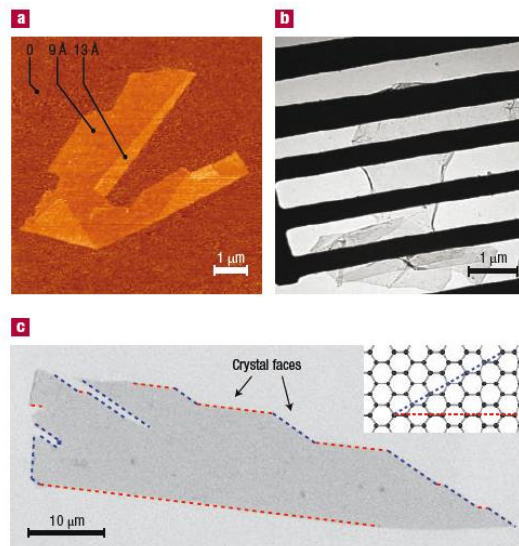 a
0 9 Å 13 Å
1 μm
b
1 μm
c
Crystal faces
10 μm